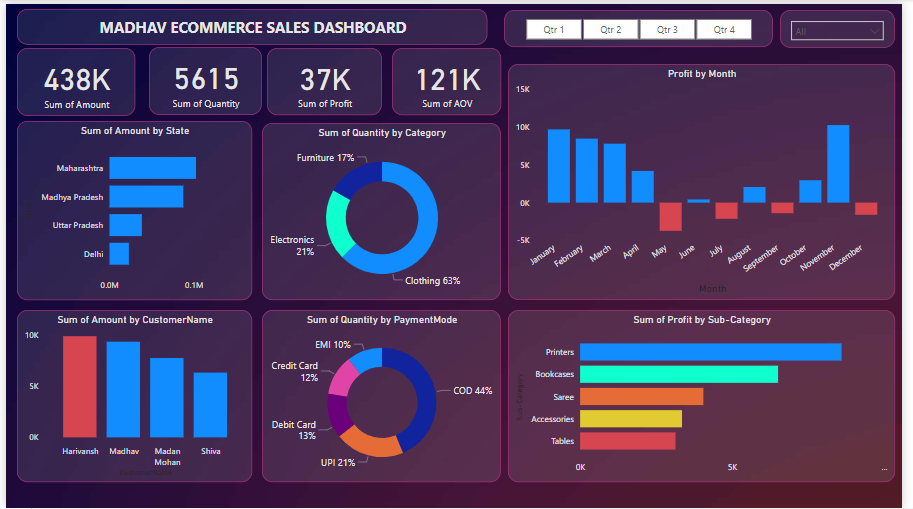 MADHAV ECOMMERCE SALES DASHBOARD
Qtr 1 Qtr 2 Qtr 3 Qtr 4
All
438K
Sum of Amount
5615
Sum of Quantity
37K
Sum of Profit
121K
Sum of AOV
Sum of Amount by State
Maharashtra
Madhya Pradesh
Uttar Pradesh
Delhi
0.0M 0.1M
Sum of Quantity by Category
Furniture 17%
Electronics
21%
Clothing 63%
Profit by Month
15K
10K
5K
0K
-5K
January February March April May June July August September October November December
Month
Sum of Amount by CustomerName
10K
5K
0K
Harivansh Madhav Madan Shiva
Mohan
Sum of Quantity by PaymentMode
EMI 10%
Credit Card
12%
COD 44%
Debit Card
13%
UPI 21%
Sum of Profit by Sub-Category
Printers
Bookcases
Saree
Accessories
Tables
0K 5K ...
Sub-Category